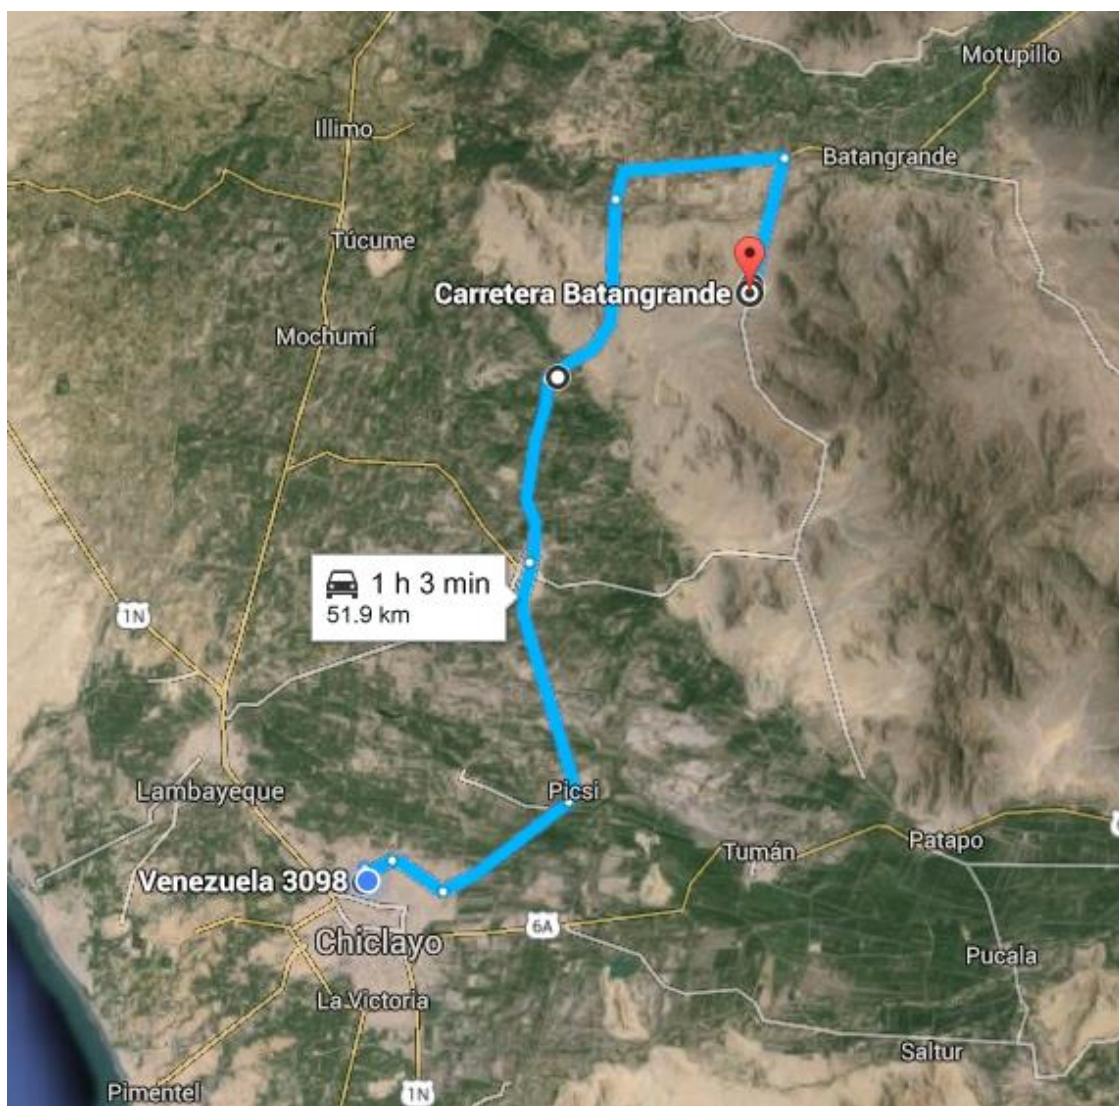 Motupillo
Illimo
Batangrande
Túcume
Carretera Batangrande
Mochumí
1 h 3 min
51.9 km
1N
Lambayeque
Picsi
Patapo
Tumán
Venezuela 3098
6A
Chiclayo
Pucala
La Victoria
Saltur
Pimentel
1N